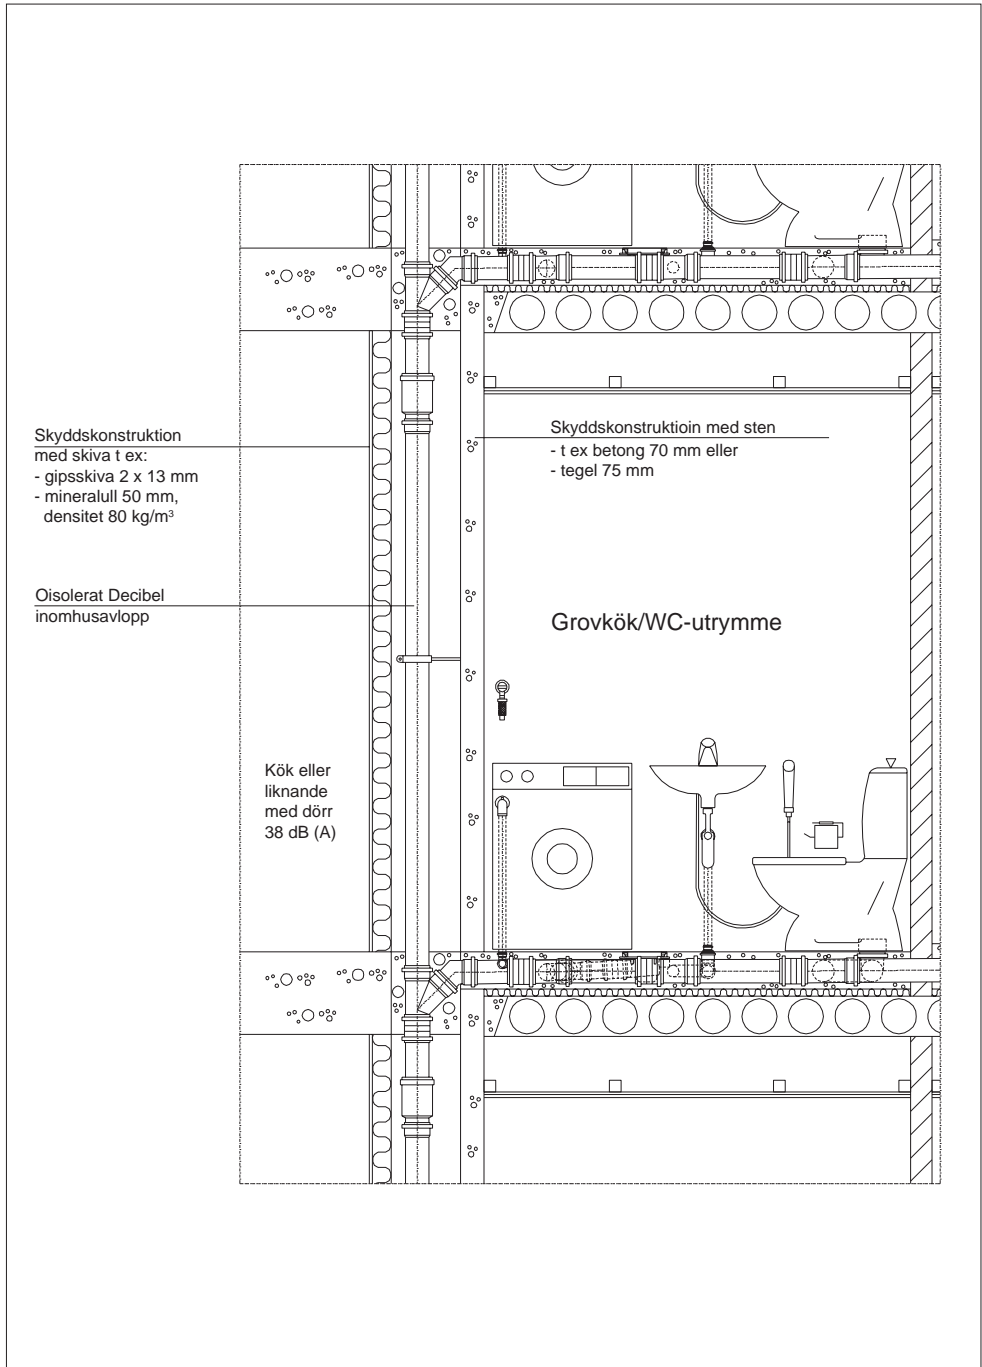 Skyddskonstruktion
med skiva t ex:
- gipsskiva 2 x 13 mm
- mineralull 50 mm,
densitet 80 kg/m³
Skyddskonstruktioin med sten
- t ex betong 70 mm eller
- tegel 75 mm
Oisolerat Decibel
inomhusavlopp
Grovkök/WC-utrymme
Kök eller
liknande
med dörr
38 dB (A)